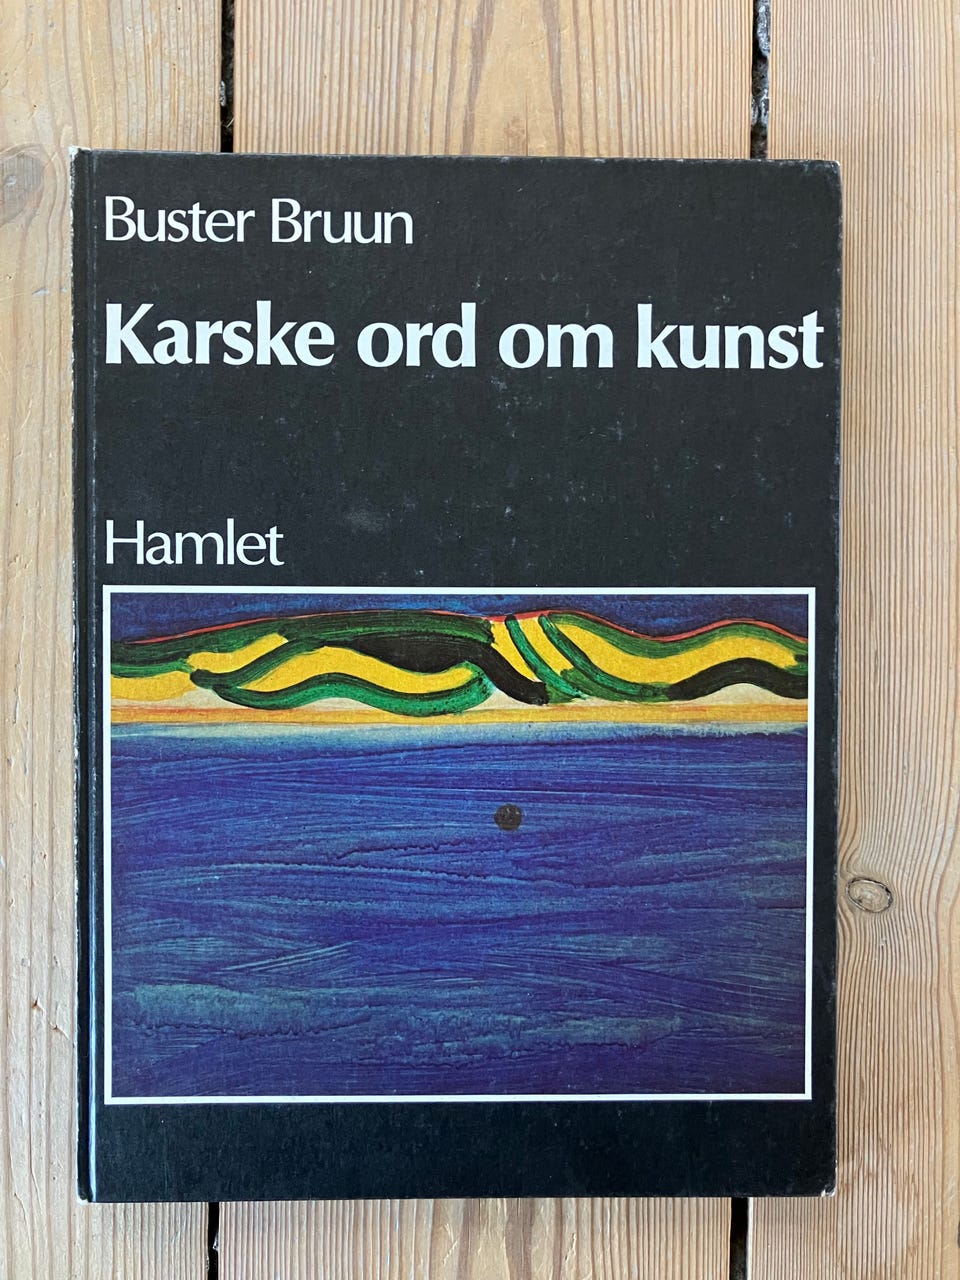 Buster Bruun
Karske ord om kunst
Hamlet